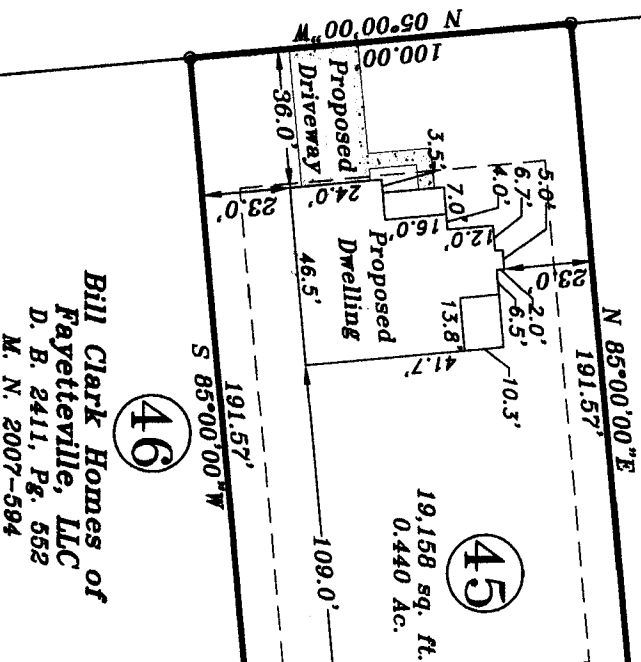 N 05°00'00"W
100.00
N 85°00'00"E
191.57'
Proposed
Driveway
36.0'
24.0'
23.0'
3.5'
7.0'
4.0'
6.7'
5.0'
16.0'
12.0'
23.0
2.0'
6.5'
Proposed
Dwelling
46.5'
13.8'
41.7'
10.3'
109.0'
45
19,158 sq. ft.
0.440 Ac.
191.57'
S 85°00'00"W
46
Bill Clark Homes of
Fayetteville, LLC
D. B. 2411, Pg. 552
M. N. 2007-594